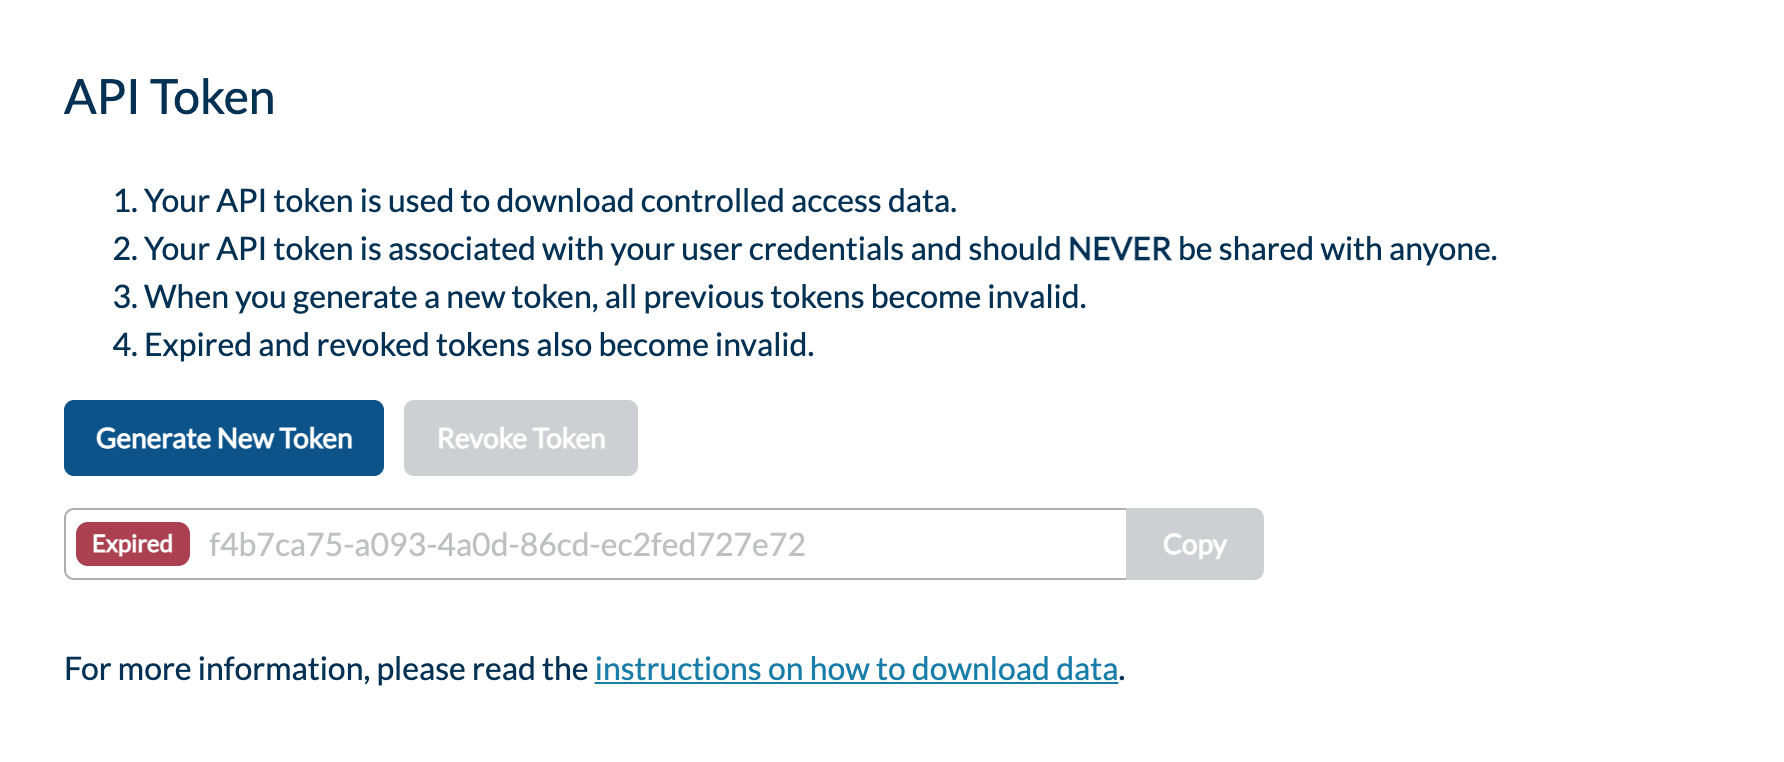 API Token
1. Your API token is used to download controlled access data.
2. Your API token is associated with your user credentials and should NEVER be shared with anyone.
3. When you generate a new token, all previous tokens become invalid.
4. Expired and revoked tokens also become invalid.
Generate New Token Revoke Token
Expired f4b7ca75-a093-4a0d-86cd-ec2fed727e72 Copy
For more information, please read the instructions on how to download data.